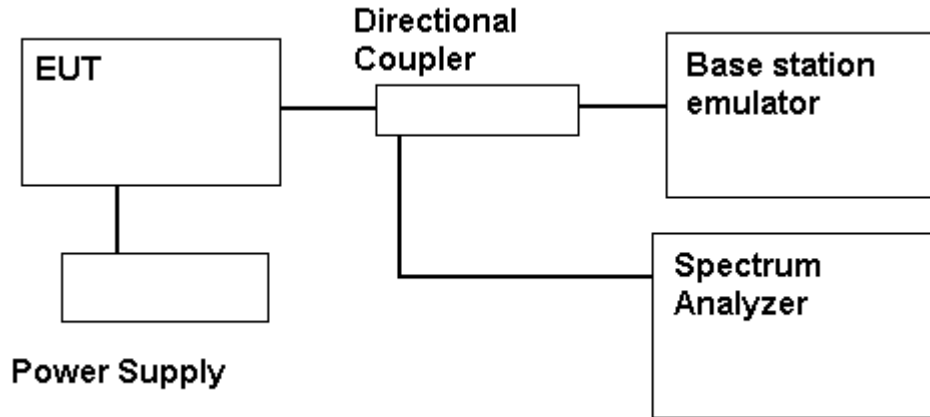 Directional
Coupler
EUT
Base station
emulator
Spectrum
Analyzer
Power Supply